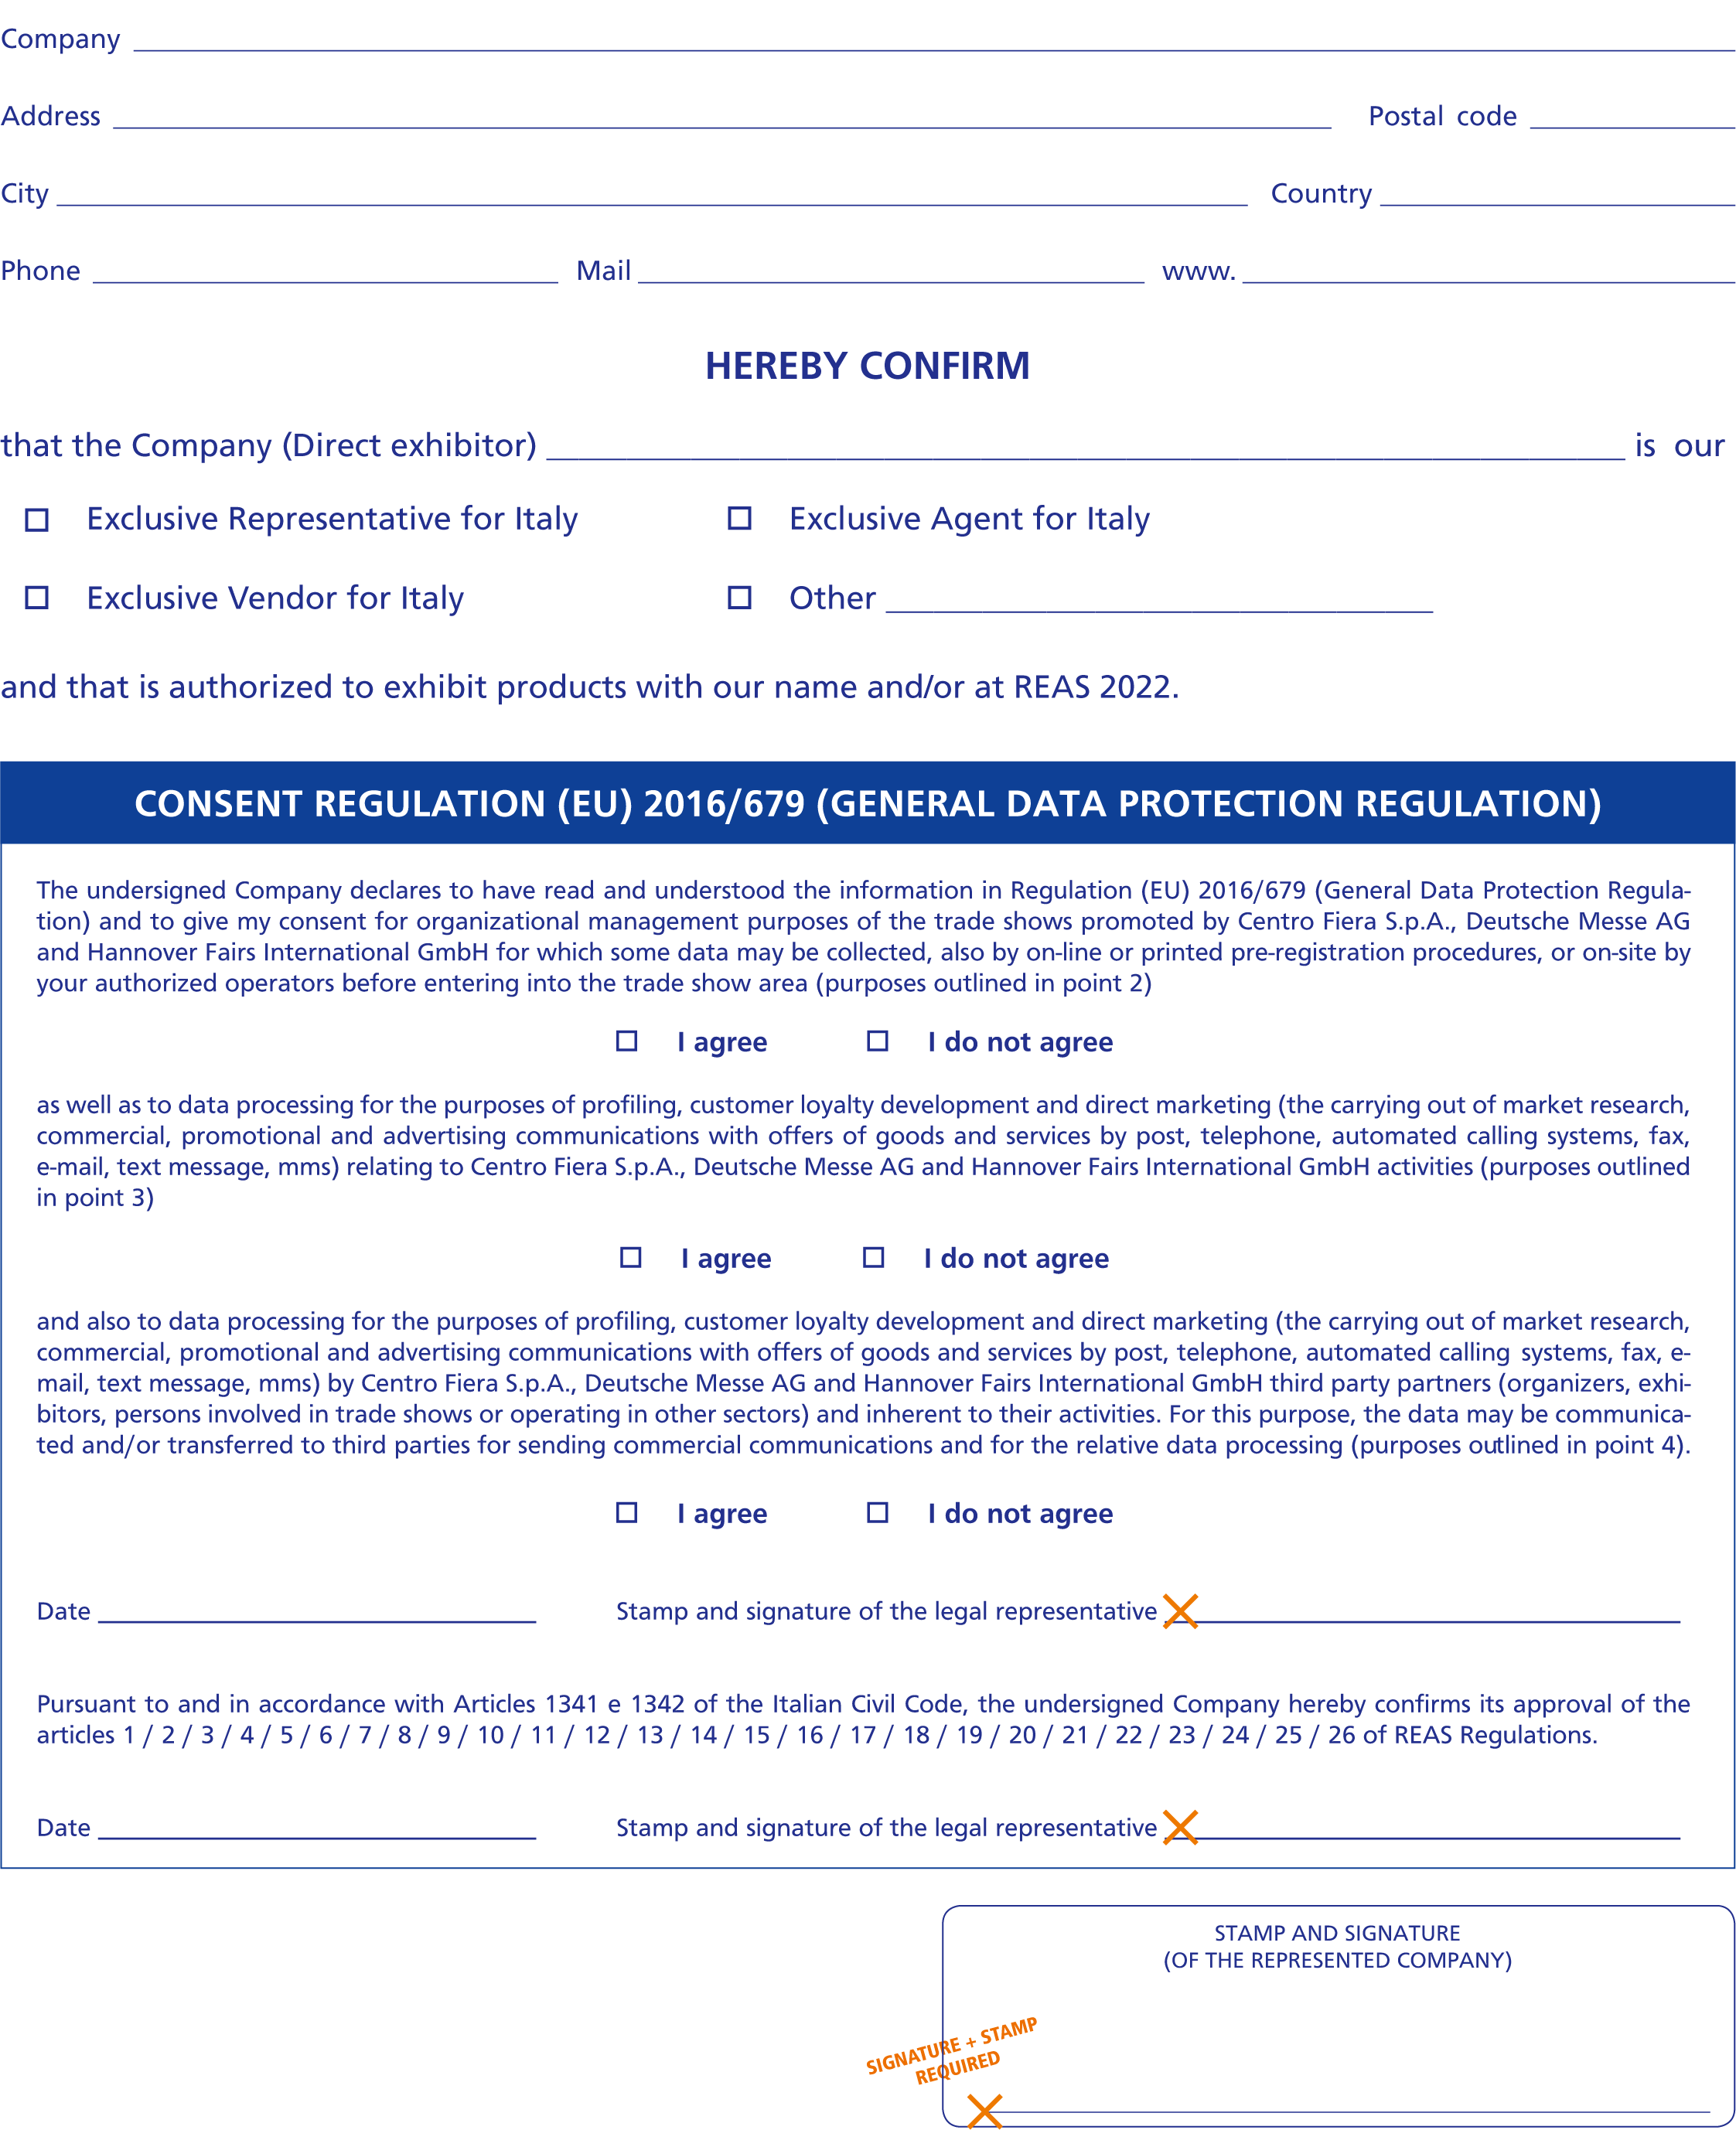 Company
Address Postal code
City Country
Phone Mail www.
HEREBY CONFIRM
that the Company (Direct exhibitor) is our
Exclusive Representative for Italy Exclusive Agent for Italy
Exclusive Vendor for Italy Other
and that is authorized to exhibit products with our name and/or at REAS 2022.
CONSENT REGULATION (EU) 2016/679 (GENERAL DATA PROTECTION REGULATION)
The undersigned Company declares to have read and understood the information in Regulation (EU) 2016/679 (General Data Protection Regula-
tion) and to give my consent for organizational management purposes of the trade shows promoted by Centro Fiera S.p.A., Deutsche Messe AG
and Hannover Fairs International GmbH for which some data may be collected, also by on-line or printed pre-registration procedures, or on-site by
your authorized operators before entering into the trade show area (purposes outlined in point 2)
I agree I do not agree
as well as to data processing for the purposes of profiling, customer loyalty development and direct marketing (the carrying out of market research,
commercial, promotional and advertising communications with offers of goods and services by post, telephone, automated calling systems, fax,
e-mail, text message, mms) relating to Centro Fiera S.p.A., Deutsche Messe AG and Hannover Fairs International GmbH activities (purposes outlined
in point 3)
I agree I do not agree
and also to data processing for the purposes of profiling, customer loyalty development and direct marketing (the carrying out of market research,
commercial, promotional and advertising communications with offers of goods and services by post, telephone, automated calling systems, fax, e-
mail, text message, mms) by Centro Fiera S.p.A., Deutsche Messe AG and Hannover Fairs International GmbH third party partners (organizers, exhi-
bitors, persons involved in trade shows or operating in other sectors) and inherent to their activities. For this purpose, the data may be communica-
ted and/or transferred to third parties for sending commercial communications and for the relative data processing (purposes outlined in point 4).
I agree I do not agree
Date Stamp and signature of the legal representative
Pursuant to and in accordance with Articles 1341 e 1342 of the Italian Civil Code, the undersigned Company hereby confirms its approval of the
articles 1 / 2 / 3 / 4 / 5 / 6 / 7 / 8 / 9 / 10 / 11 / 12 / 13 / 14 / 15 / 16 / 17 / 18 / 19 / 20 / 21 / 22 / 23 / 24 / 25 / 26 of REAS Regulations.
Date Stamp and signature of the legal representative
STAMP AND SIGNATURE
(OF THE REPRESENTED COMPANY)
SIGNATURE + STAMP
REQUIRED